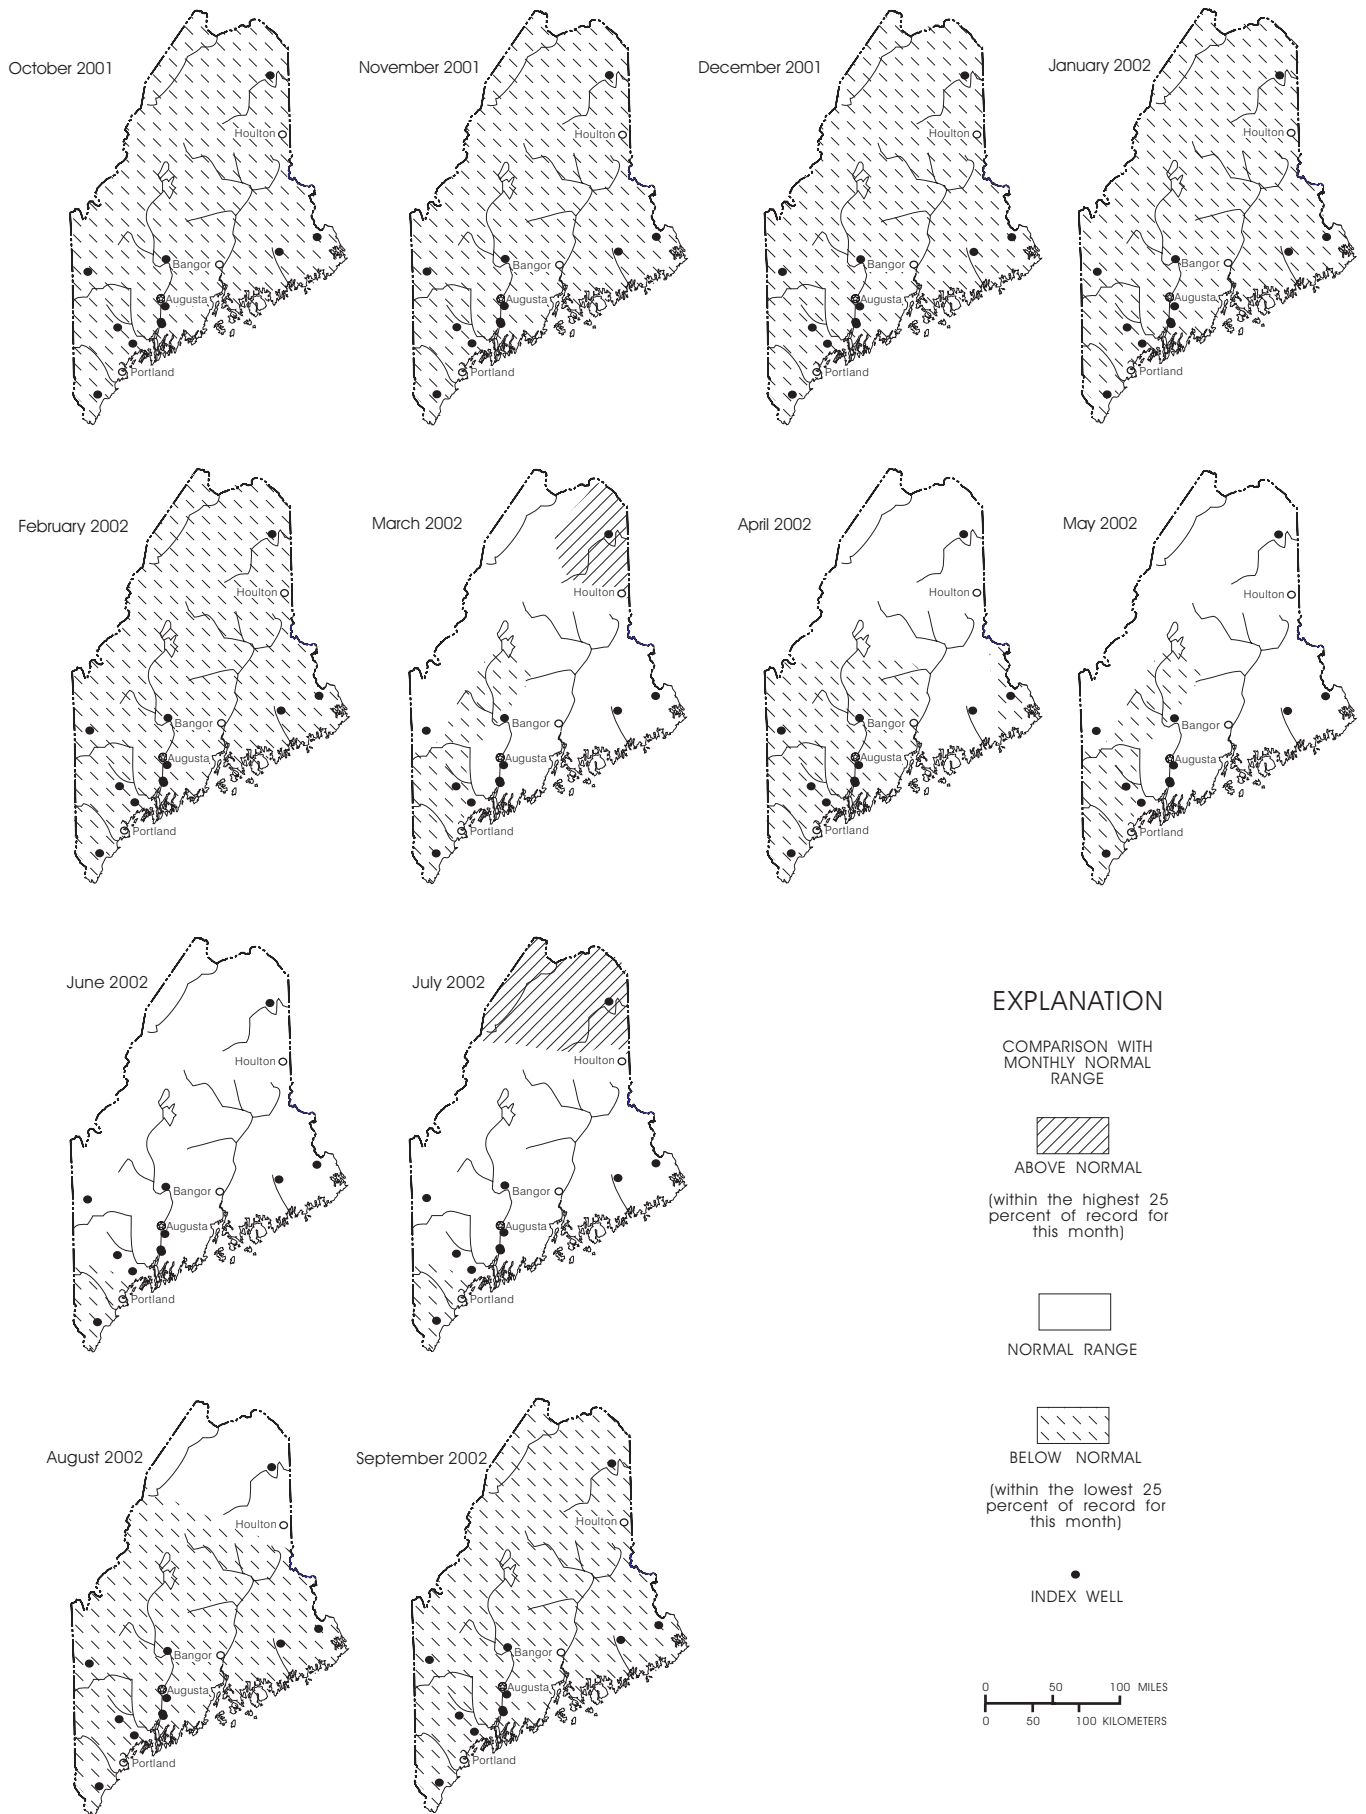 October 2001
November 2001
December 2001
January 2002
Houlton
Houlton
Houlton
Houlton
Bangor
Bangor
Bangor
Bangor
Augusta
Augusta
Augusta
Augusta
Portland
Portland
Portland
Portland
February 2002
March 2002
April 2002
May 2002
Houlton
Houlton
Houlton
Houlton
Bangor
Bangor
Bangor
Bangor
Augusta
Augusta
Augusta
Augusta
Portland
Portland
Portland
Portland
June 2002
July 2002
Houlton
Houlton
Bangor
Bangor
Augusta
Augusta
Portland
Portland
EXPLANATION
COMPARISON WITH
MONTHLY NORMAL
RANGE
ABOVE NORMAL
(within the highest 25
percent of record for
this month)
NORMAL RANGE
BELOW NORMAL
(within the lowest 25
percent of record for
this month)
INDEX WELL
0 50 100 MILES
0 50 100 KILOMETERS
August 2002
September 2002
Houlton
Houlton
Bangor
Bangor
Augusta
Augusta
Portland
Portland